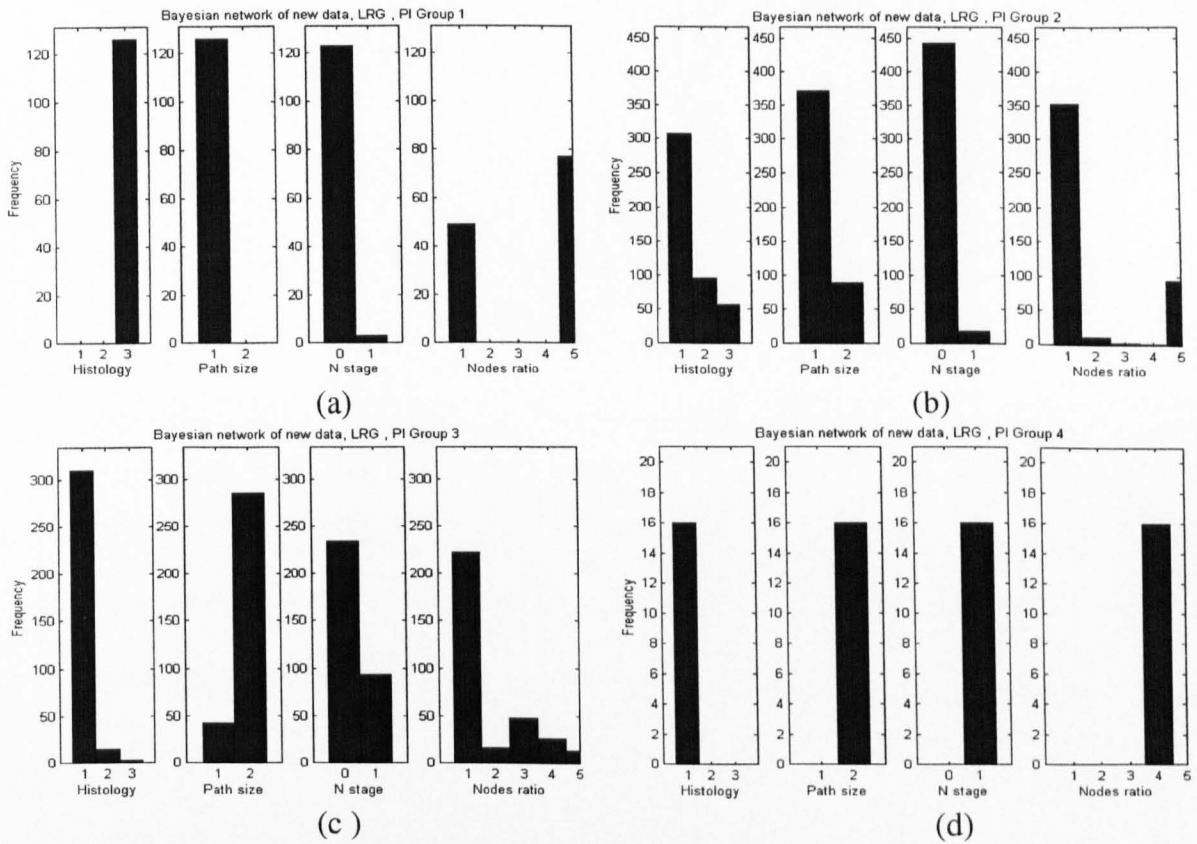 Bayesian network of new data, LRG , PI Group 1
120 120 120 120
100 100 100 100
80 80 80 80
60 60 60 60
40 40 40 40
20 20 20 20
0 0 0 0
1 2 3 1 2 0 1 1 2 3 4 5
Frequency
Histology Path size N stage Nodes ratio
(a)
Bayesian network of new data, LRG , PI Group 2
450 450 450 450
400 400 400 400
350 350 350 350
300 300 300 300
250 250 250 250
200 200 200 200
150 150 150 150
100 100 100 100
50 50 50 50
0 0 0 0
1 2 3 1 2 0 1 1 2 3 4 5
Frequency
Histology Path size N stage Nodes ratio
(b)
Bayesian network of new data, LRG , PI Group 3
300 300 300 300
250 250 250 250
200 200 200 200
150 150 150 150
100 100 100 100
50 50 50 50
0 0 0 0
1 2 3 1 2 0 1 1 2 3 4 5
Frequency
Histology Path size N stage Nodes ratio
(c )
Bayesian network of new data, LRG , PI Group 4
20 20 20 20
18 18 18 18
16 16 16 16
14 14 14 14
12 12 12 12
10 10 10 10
8 8 8 8
6 6 6 6
4 4 4 4
2 2 2 2
0 0 0 0
1 2 3 1 2 0 1 1 2 3 4 5
Frequency
Histology Path size N stage Nodes ratio
(d)